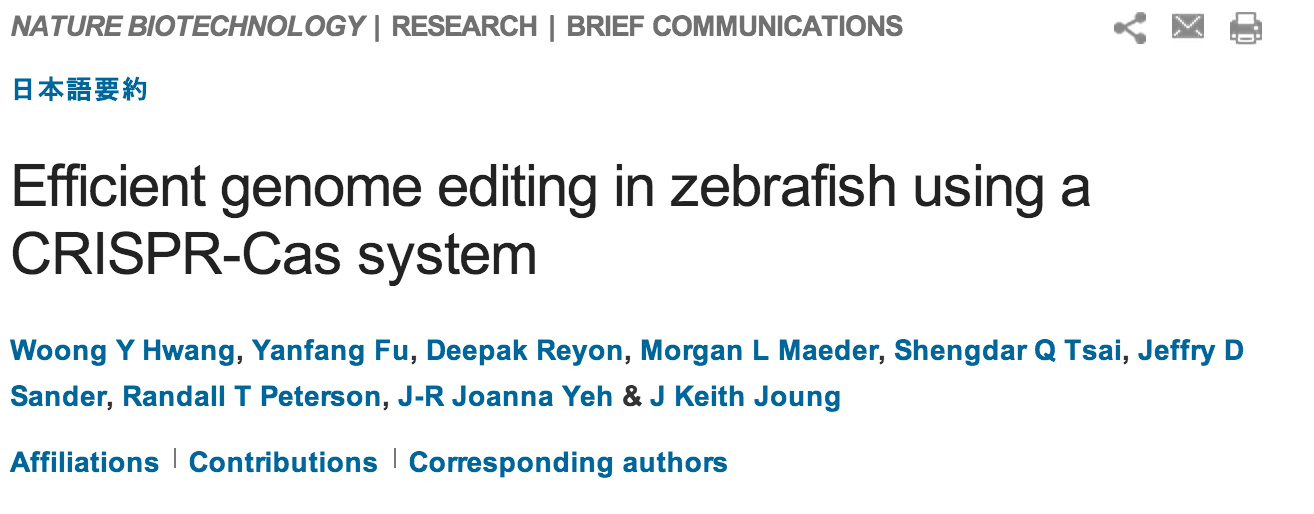 NATURE BIOTECHNOLOGY | RESEARCH | BRIEF COMMUNICATIONS
日本語要約
Efficient genome editing in zebrafish using a
CRISPR-Cas system
Woong Y Hwang, Yanfang Fu, Deepak Reyon, Morgan L Maeder, Shengdar Q Tsai, Jeffry D
Sander, Randall T Peterson, J-R Joanna Yeh & J Keith Joung
Affiliations | Contributions | Corresponding authors